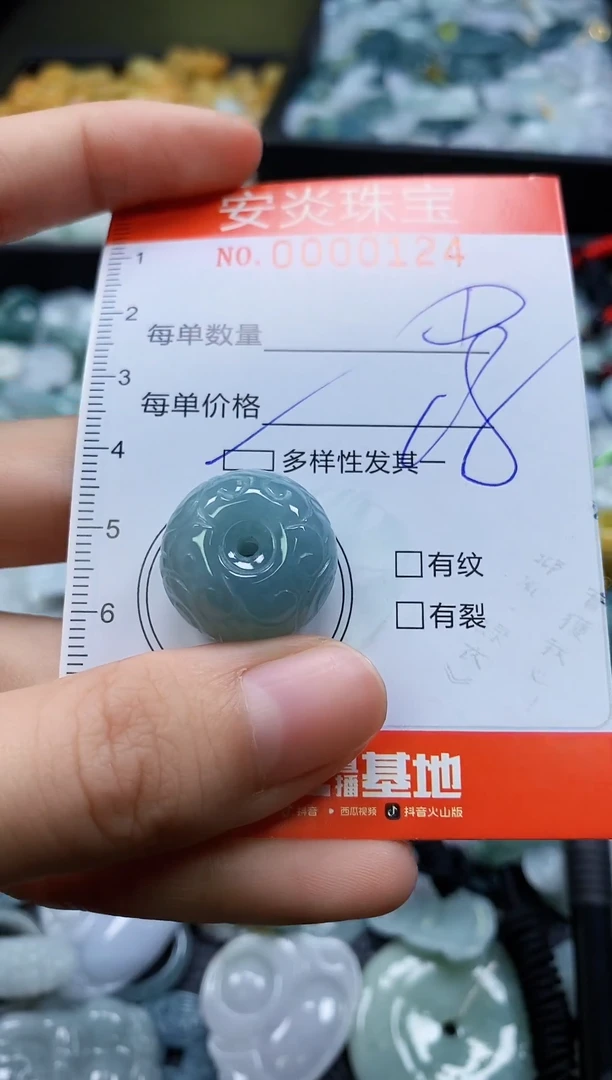 安炎珠宝
NO.0000124
1
2
每单数量
3
每单价格
4
多样性发其一
5
有纹
有裂
6
播基地
抖音 西瓜视频 抖音火山版